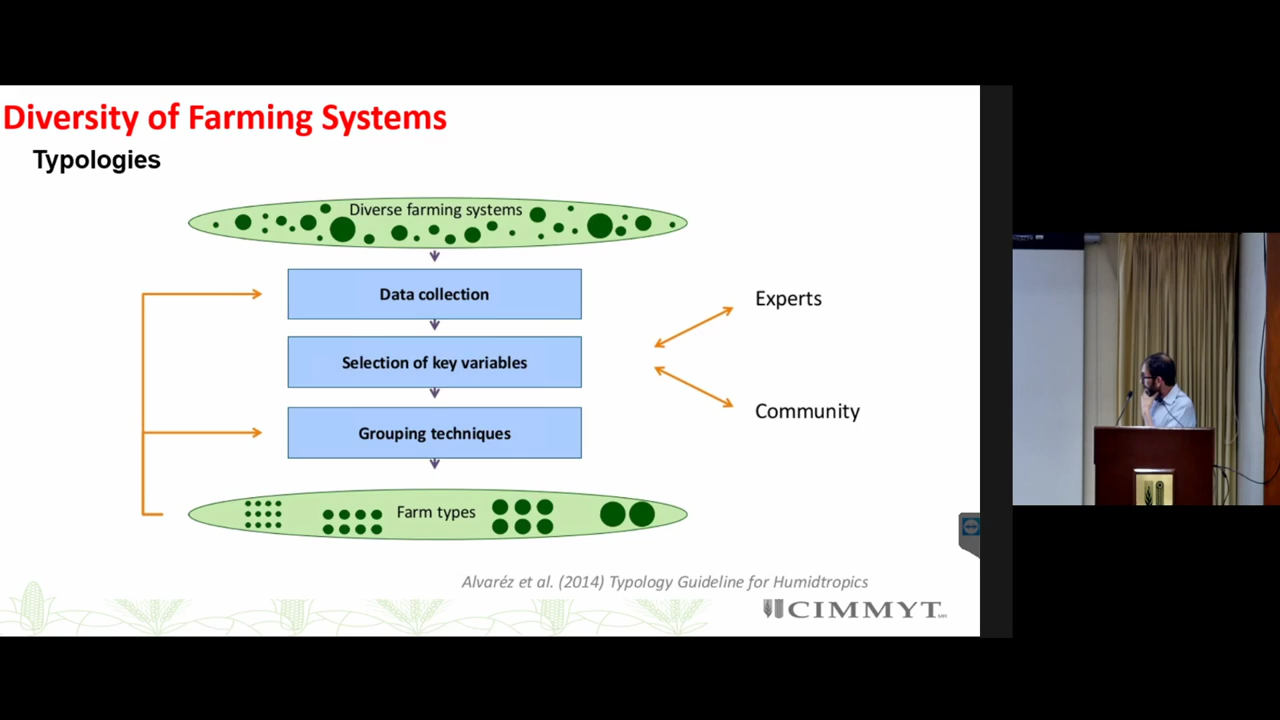 Diversity of Farming Systems
Typologies
Diverse farming systems
Data collection
Selection of key variables
Grouping techniques
Farm types
Experts
Community
Alvaréz et al. (2014) Typology Guideline for Humidtropics
CIMMYT